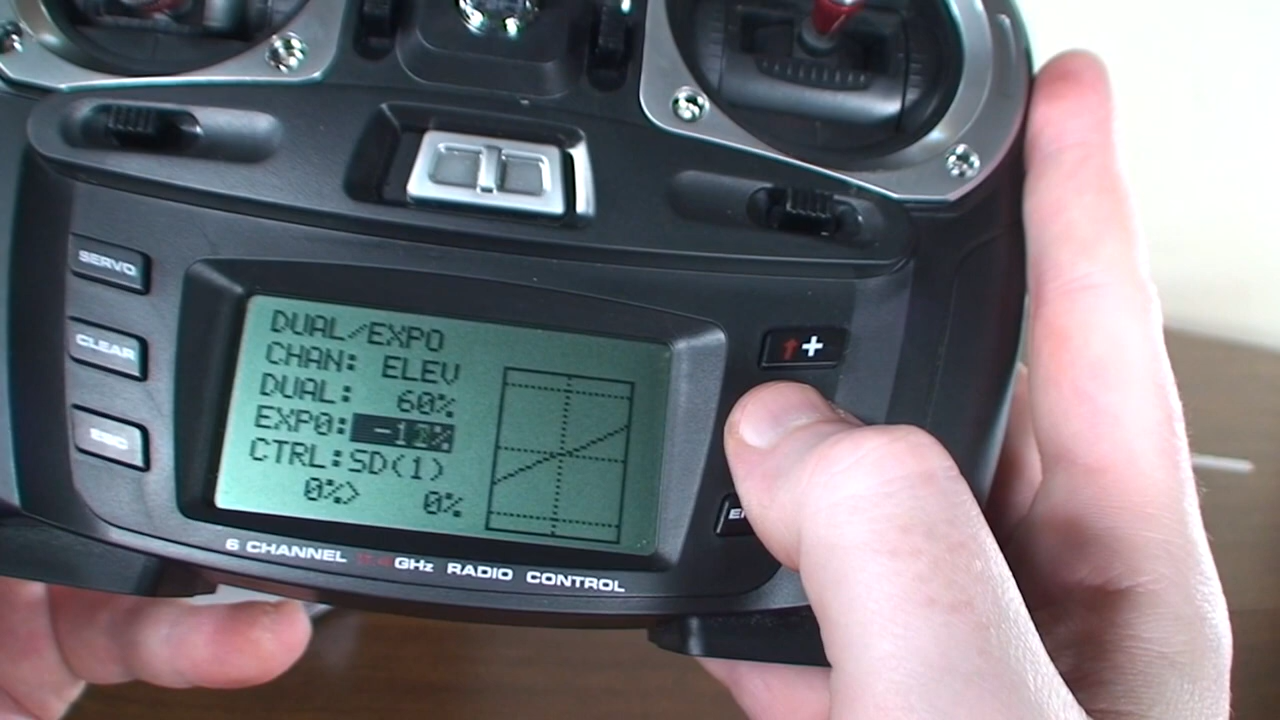 SERVO
CLEAR
ESC
+
DUAL/EXPO
CHAN: ELEV
DUAL: 60%
EXPO:
CTRL:SD(1)
0%> 0%
6 CHANNEL GHz RADIO CONTROL